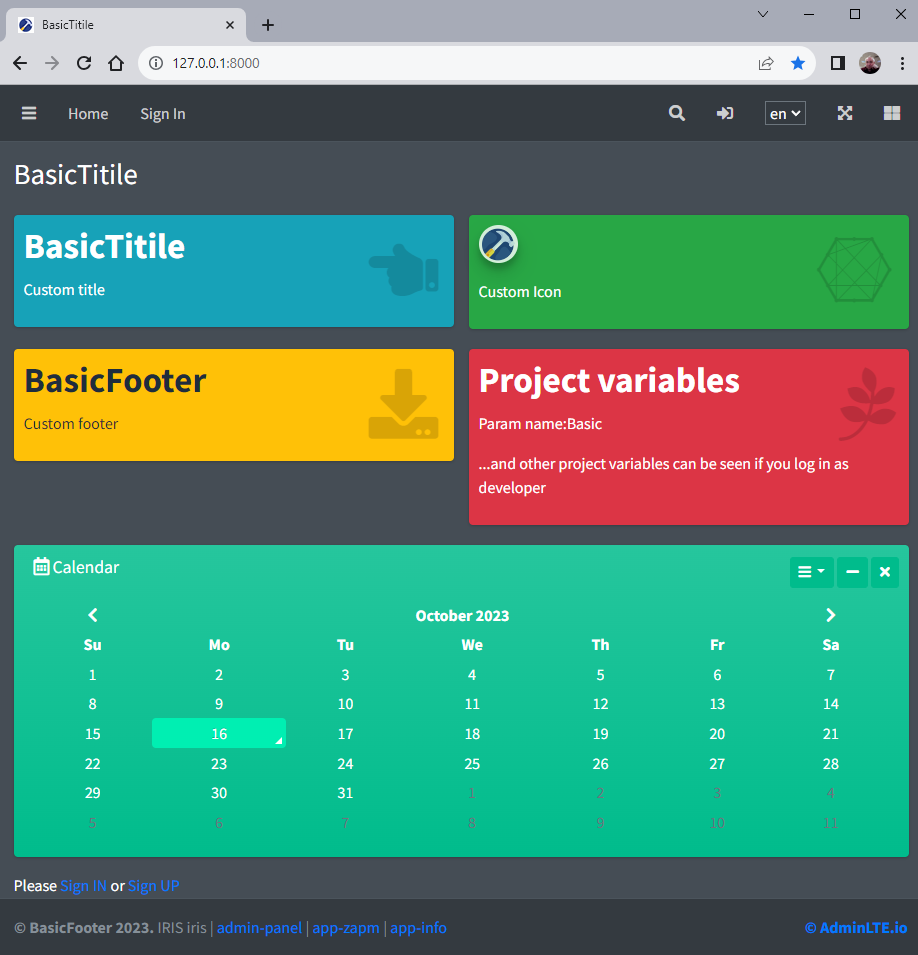 BasicTitile
127.0.0.1:8000
Home Sign In en
BasicTitile
BasicTitile
Custom title
Custom Icon
BasicFooter
Custom footer
Project variables
Param name:Basic
...and other project variables can be seen if you log in as
developer
Calendar
October 2023
Su Mo Tu We Th Fr Sa
1 2 3 4 5 6 7
8 9 10 11 12 13 14
15 16 17 18 19 20 21
22 23 24 25 26 27 28
29 30 31 1 2 3 4
5 6 7 8 9 10 11
Please Sign IN or Sign UP
© BasicFooter 2023. IRIS iris | admin-panel | app-zapm | app-info © AdminLTE.io